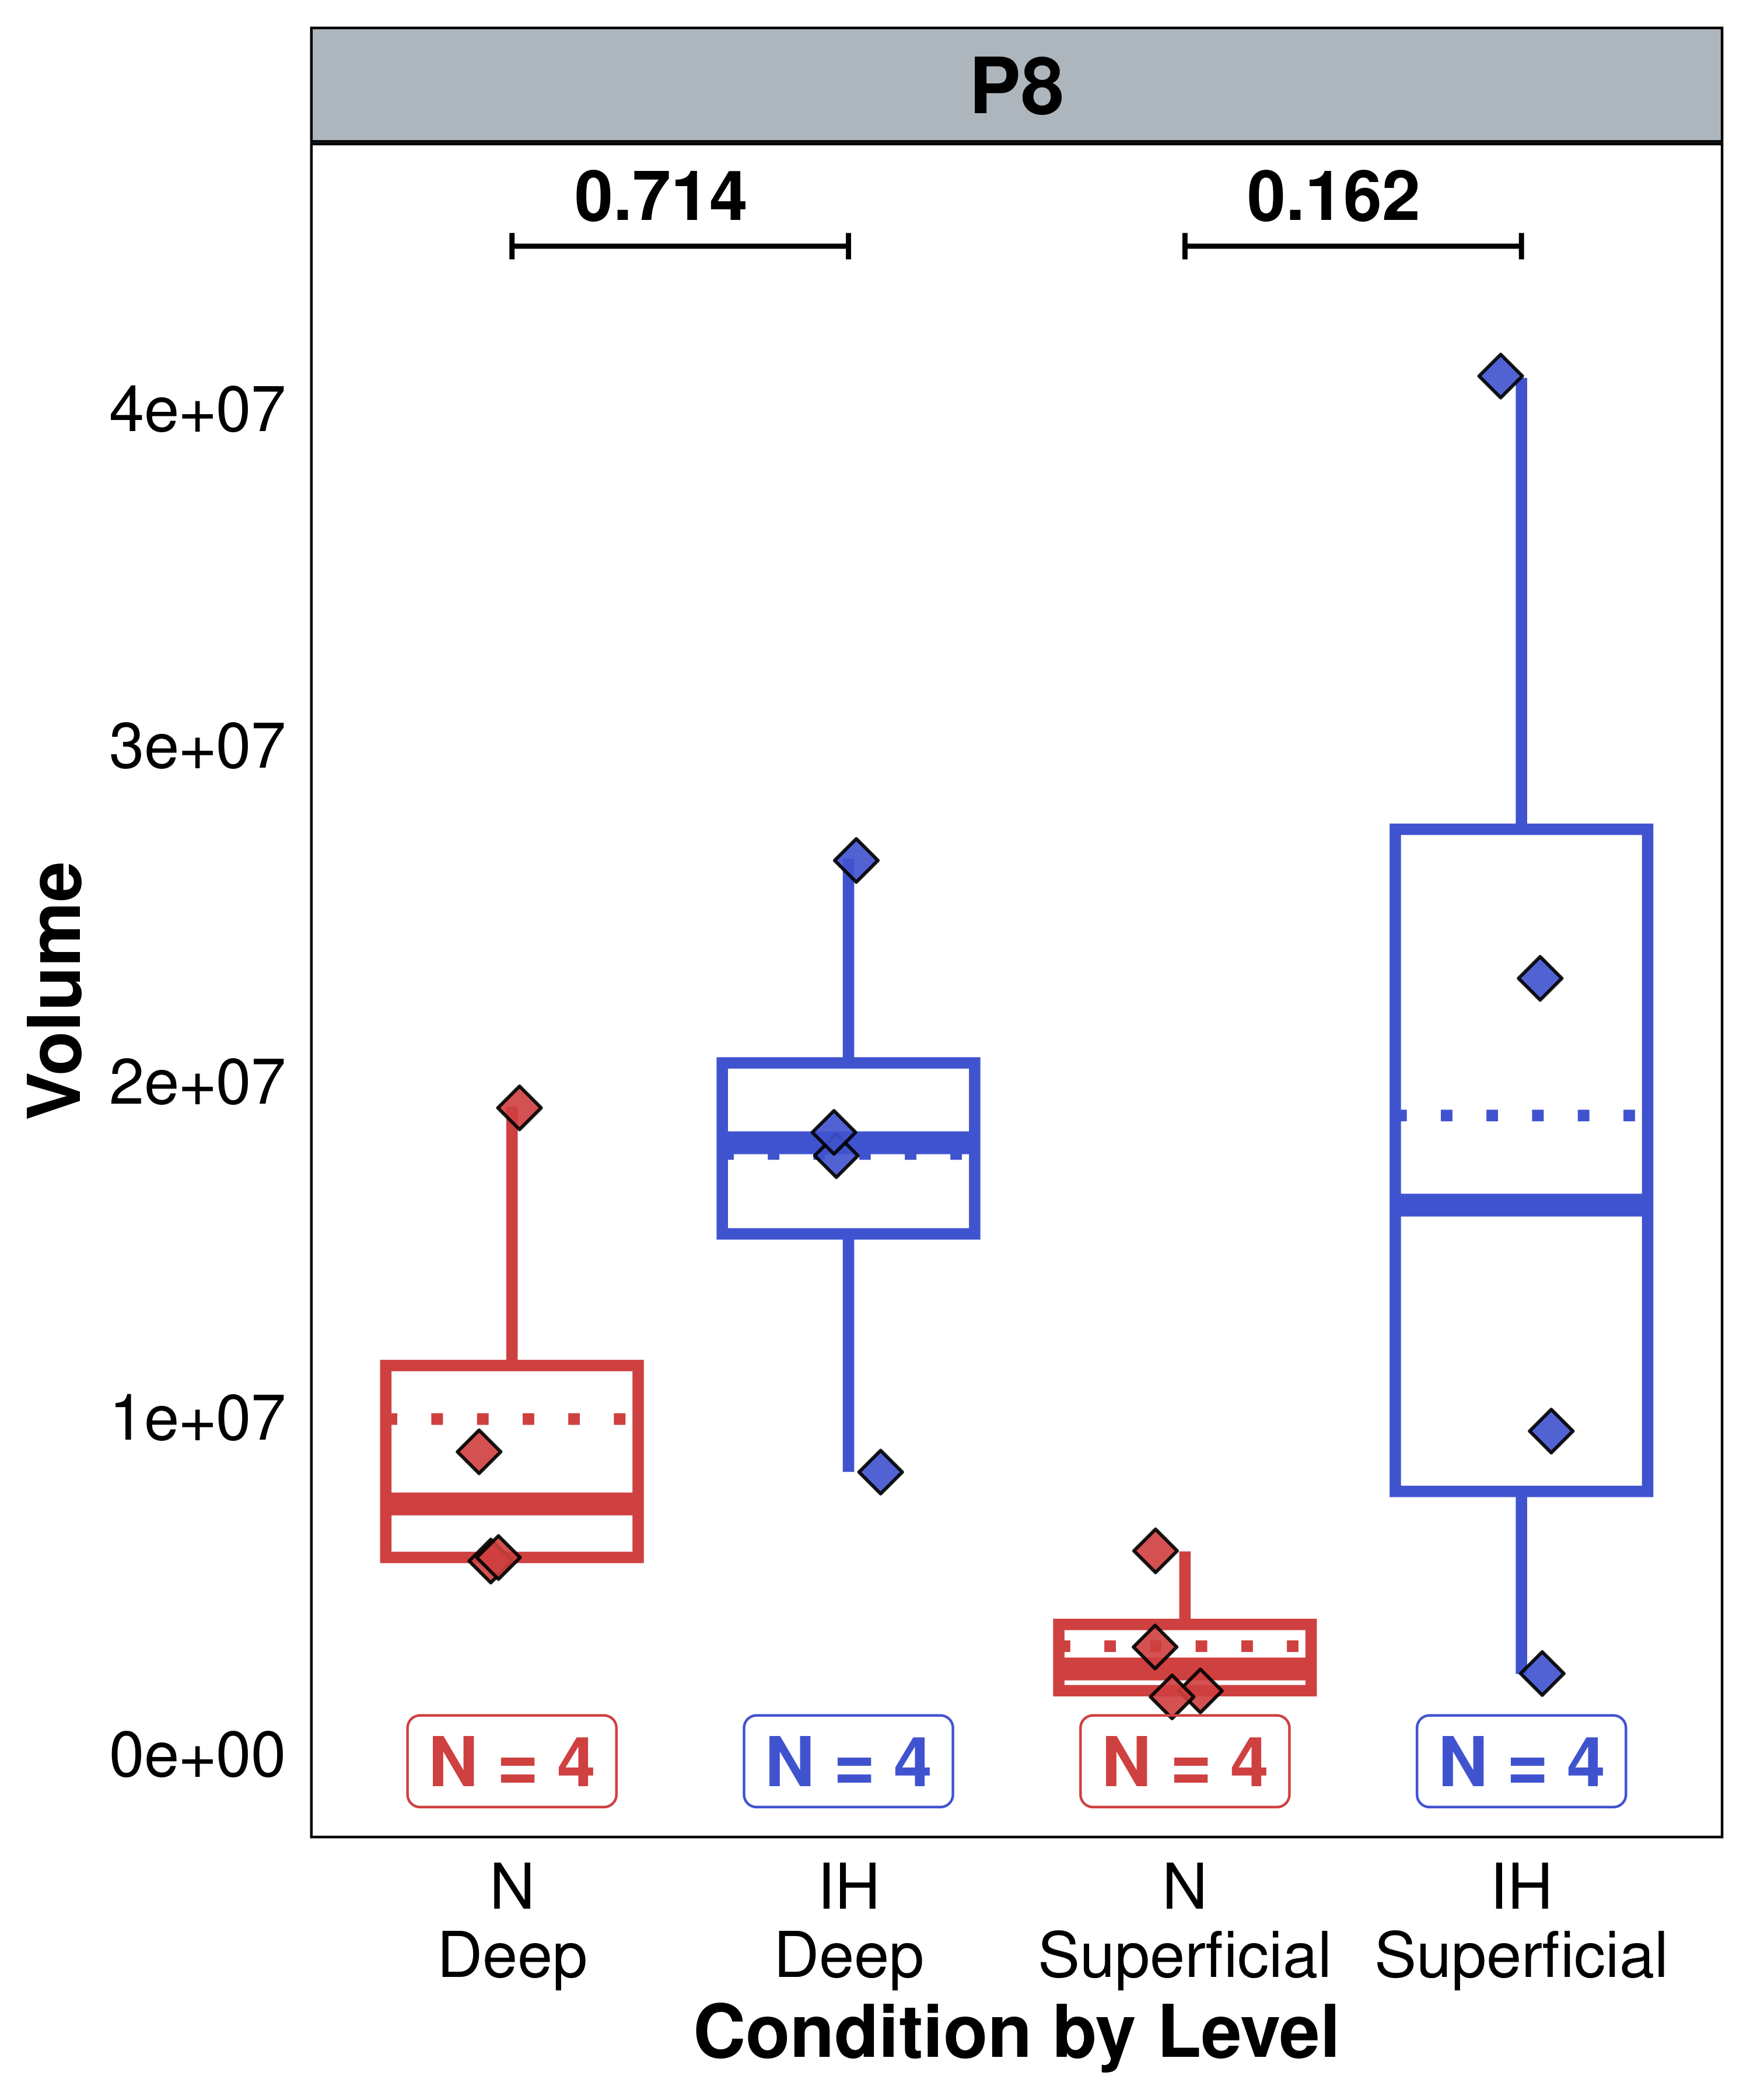 P8
0.714 0.162
4e+07
3e+07
2e+07
1e+07
0e+00
Volume
N = 4 N = 4 N = 4 N = 4
N IH N IH
Deep Deep Superficial Superficial
Condition by Level